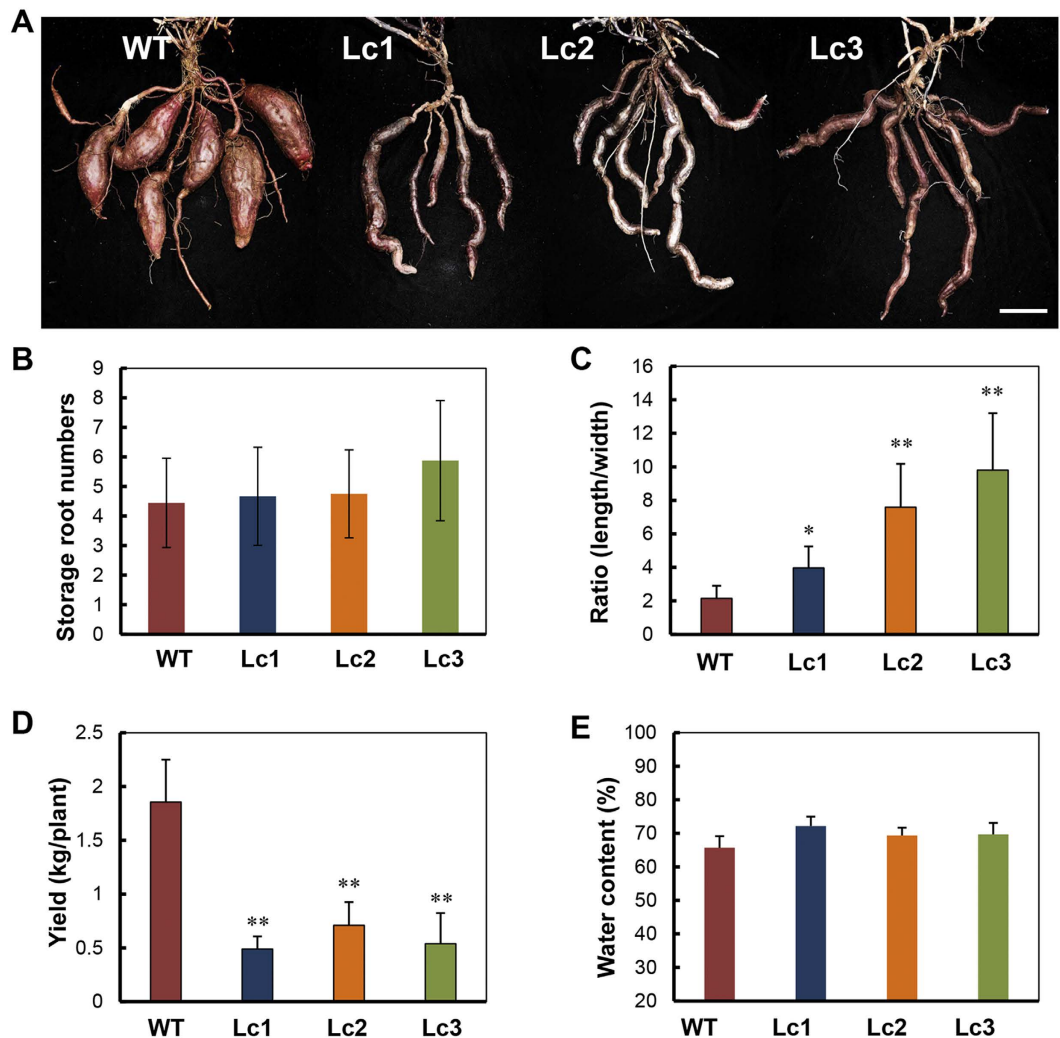 A
WT Lc1 Lc2 Lc3
B
Storage root numbers
9
8
7
6
5
4
3
2
1
0
WT Lc1 Lc2 Lc3
C
Ratio (length/width)
16
14
12
10
8
6
4
2
0
*
**
**
WT Lc1 Lc2 Lc3
D
Yield (kg/plant)
2.5
2
1.5
1
0.5
0
**
**
**
WT Lc1 Lc2 Lc3
E
Water content (%)
100
90
80
70
60
50
40
30
20
WT Lc1 Lc2 Lc3